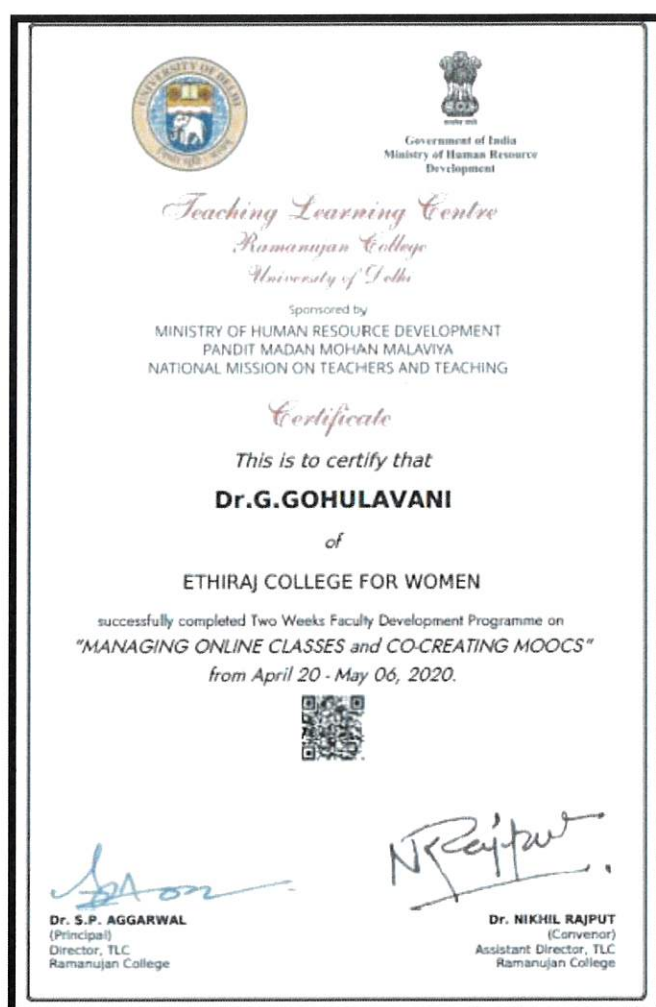 UNIVERSITY OF DELHI
Government of India
Ministry of Human Resource
Development
Teaching Learning Centre
Ramanujan College
University of Delhi
Sponsored by
MINISTRY OF HUMAN RESOURCE DEVELOPMENT
PANDIT MADAN MOHAN MALAVIYA
NATIONAL MISSION ON TEACHERS AND TEACHING
Certificate
This is to certify that
Dr.G.GOHULAVANI
of
ETHIRAJ COLLEGE FOR WOMEN
successfully completed Two Weeks Faculty Development Programme on
"MANAGING ONLINE CLASSES and CO-CREATING MOOCS"
from April 20 - May 06, 2020.
NRajput
Dr. S.P. AGGARWAL
(Principal)
Director, TLC
Ramanujan College
Dr. NIKHIL RAJPUT
(Convenor)
Assistant Director, TLC
Ramanujan College